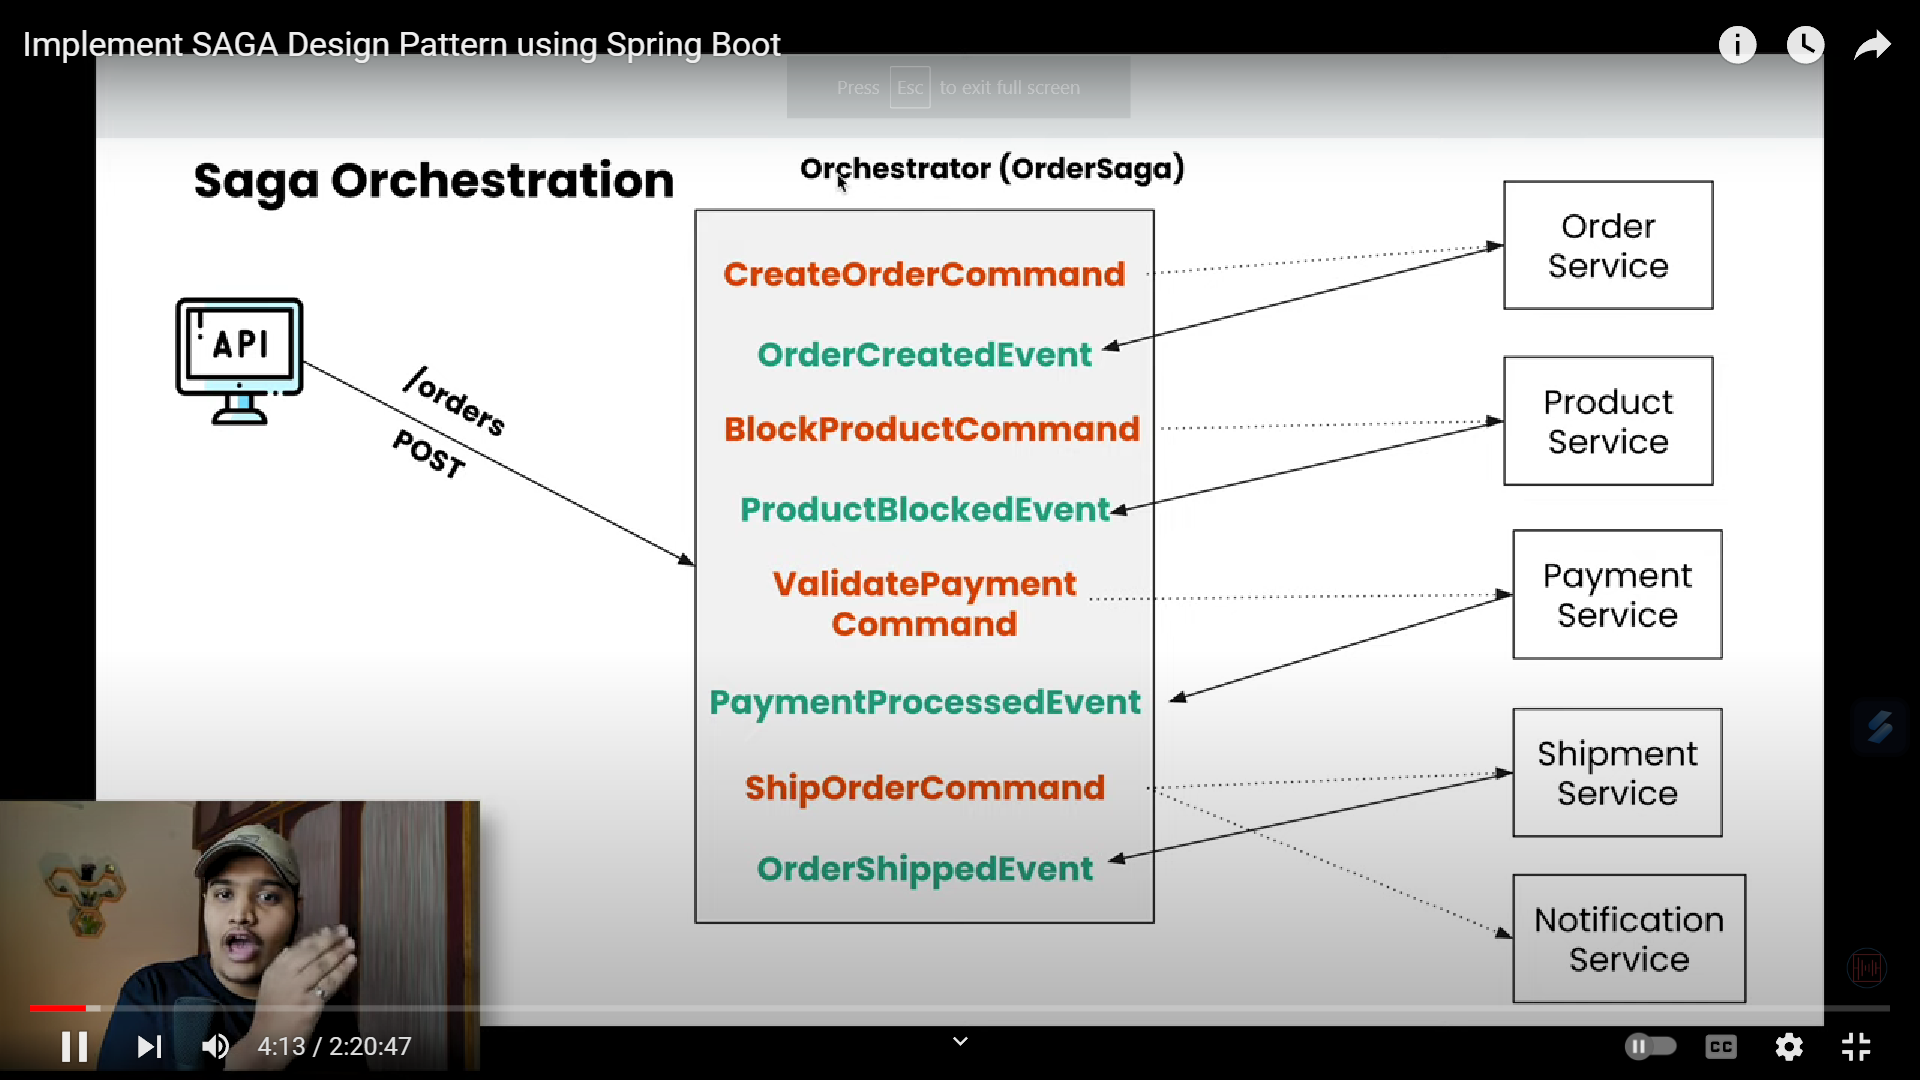 Implement SAGA Design Pattern using Spring Boot
Press Esc to exit full screen
Saga Orchestration
Orchestrator (OrderSaga)
API
/orders
POST
CreateOrderCommand
OrderCreatedEvent
BlockProductCommand
ProductBlockedEvent
ValidatePayment
Command
PaymentProcessedEvent
ShipOrderCommand
OrderShippedEvent
Order
Service
Product
Service
Payment
Service
Shipment
Service
Notification
Service
4:13 / 2:20:47
CC